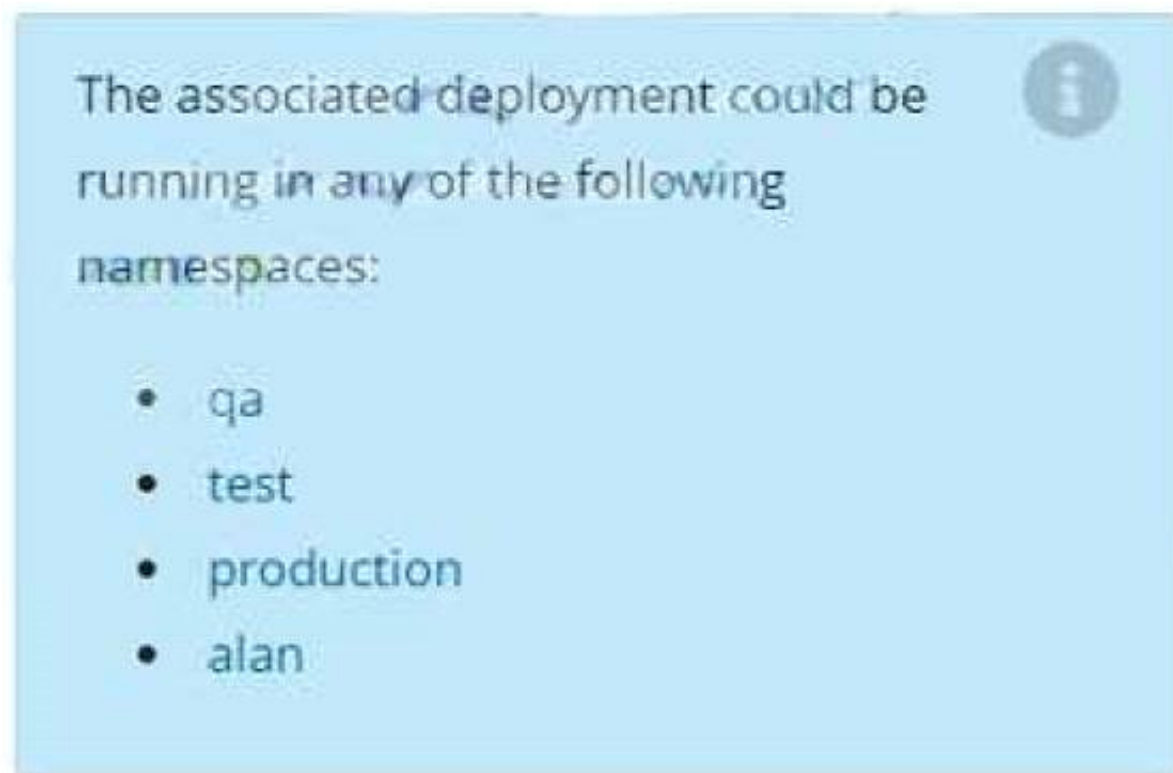 The associated deployment could be
running in any of the following
namespaces:
• qa
• test
• production
• alan